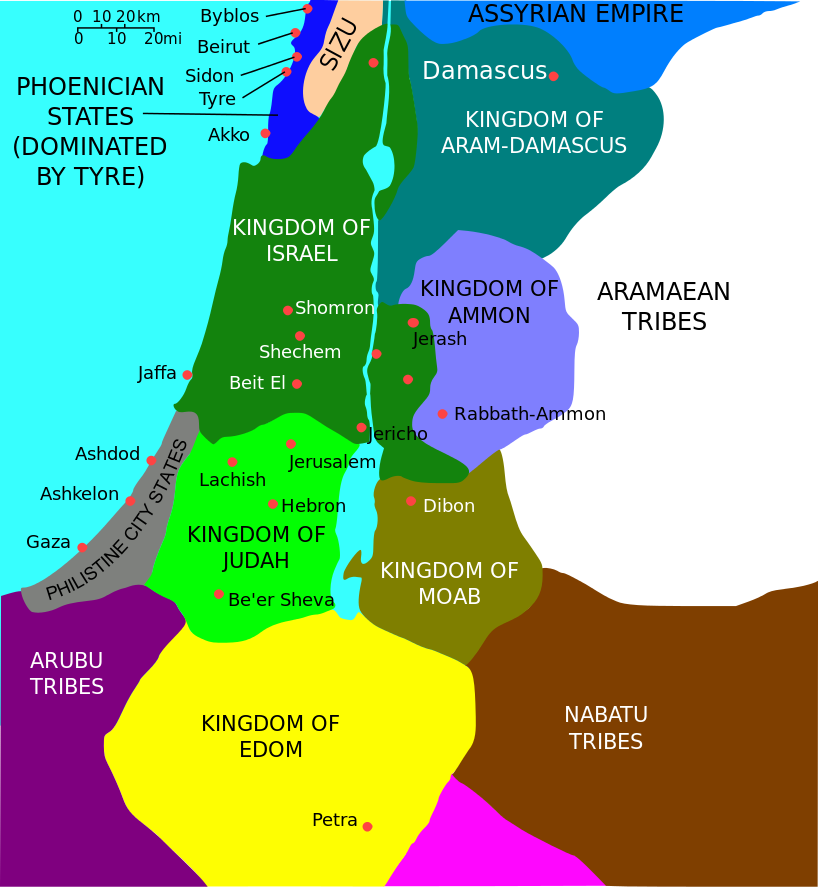 0 10 20km
0 10 20mi
Byblos
Beirut
Sidon
Tyre
Akko
PHOENICIAN
STATES
(DOMINATED
BY TYRE)
SIZU
ASSYRIAN EMPIRE
Damascus
KINGDOM OF
ARAM-DAMASCUS
KINGDOM OF
ISRAEL
KINGDOM OF
AMMON
ARAMAEAN
TRIBES
Shomron
Jerash
Shechem
Jaffa
Beit El
Rabbath-Ammon
Jericho
Ashdod
Jerusalem
Lachish
Ashkelon
Hebron
Dibon
Gaza
PHILISTINE CITY STATES
KINGDOM OF
JUDAH
KINGDOM OF
MOAB
Be'er Sheva
ARUBU
TRIBES
KINGDOM OF
EDOM
NABATU
TRIBES
Petra